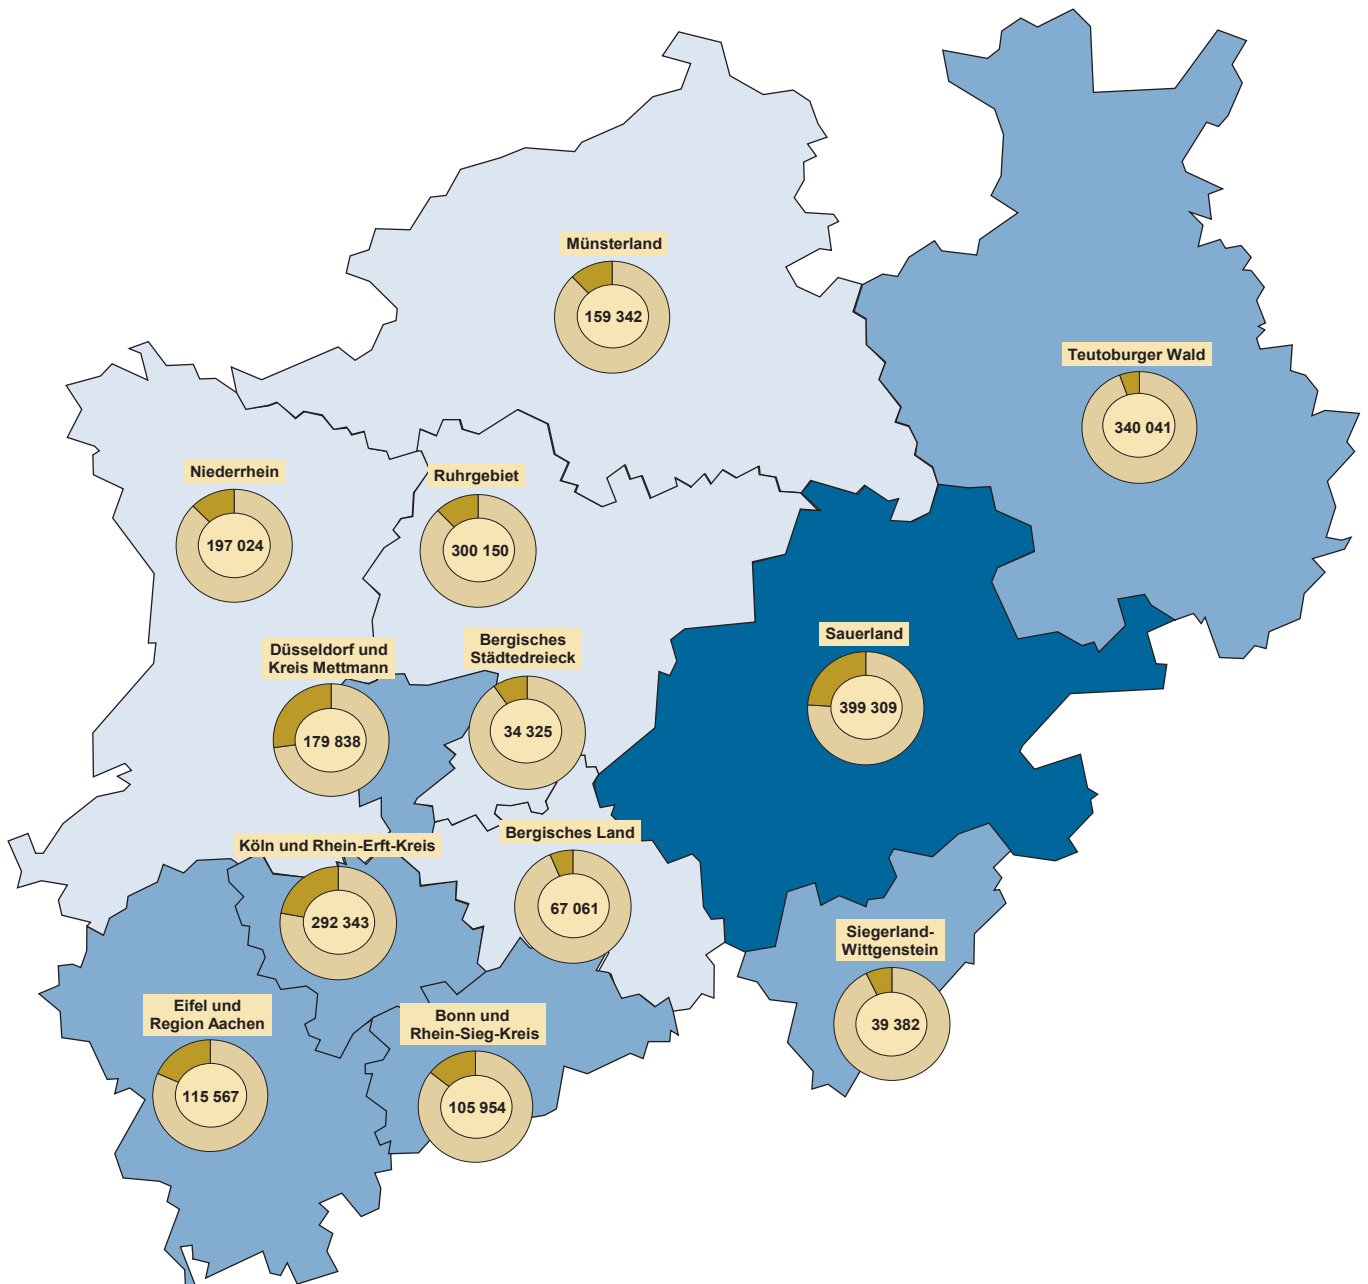 Münsterland
159 342
Teutoburger Wald
340 041
Niederrhein
197 024
Ruhrgebiet
300 150
Sauerland
399 309
Düsseldorf und
Kreis Mettmann
179 838
Bergisches
Städtedreieck
34 325
Köln und Rhein-Erft-Kreis
292 343
Bergisches Land
67 061
Siegerland-
Wittgenstein
39 382
Eifel und
Region Aachen
115 567
Bonn und
Rhein-Sieg-Kreis
105 954